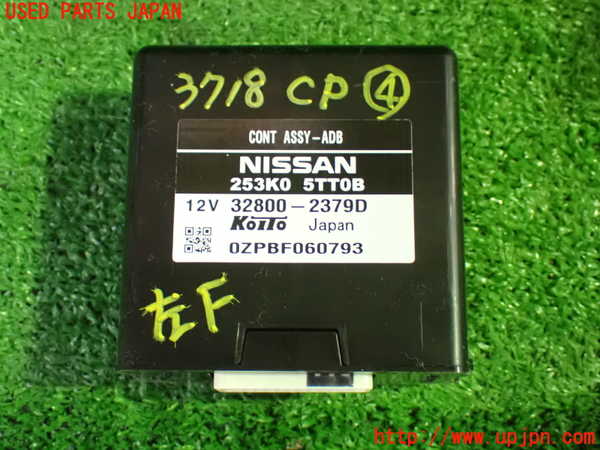 USED PARTS JAPAN
3718 CP ④
CONT ASSY-ADB
NISSAN
253K0 5TT0B
12V 32800-2379D
KOITO Japan
0ZPBF060793
左F
http://www.upjpn.com/